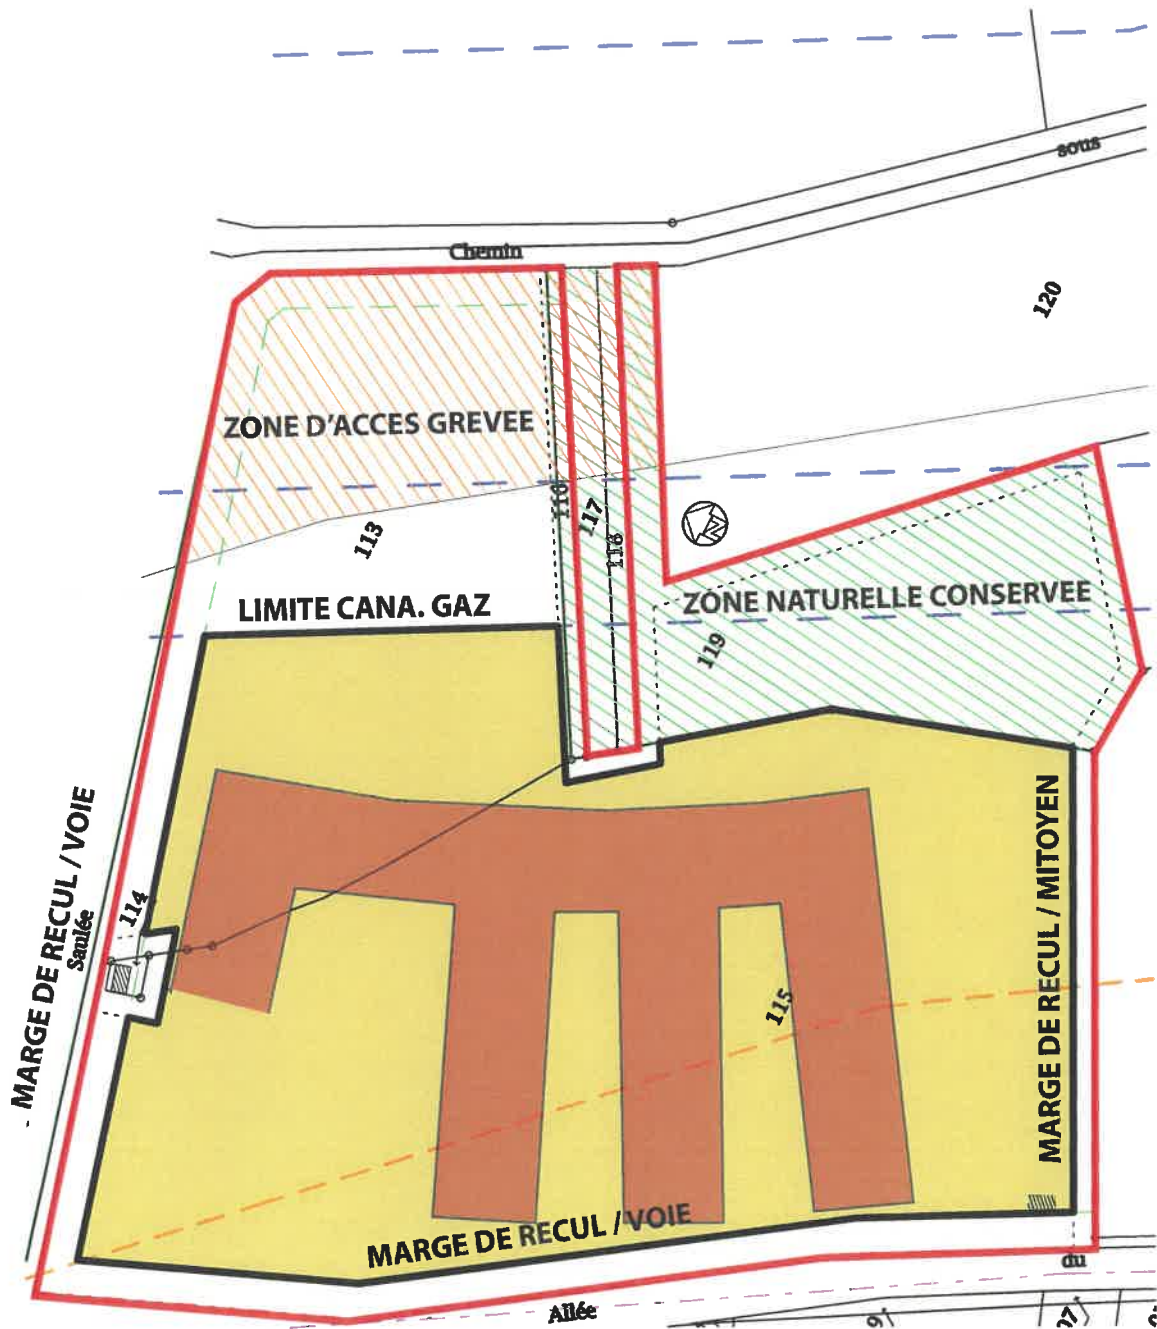 sous
Chemin
120
ZONE D'ACCES GREVEE
110
117
116
113
LIMITE CANA. GAZ
ZONE NATURELLE CONSERVEE
119
MARGE DE RECUL / VOIE
Saulée
114
MARGE DE RECUL / MITOYEN
115
MARGE DE RECUL / VOIE
du
Allée